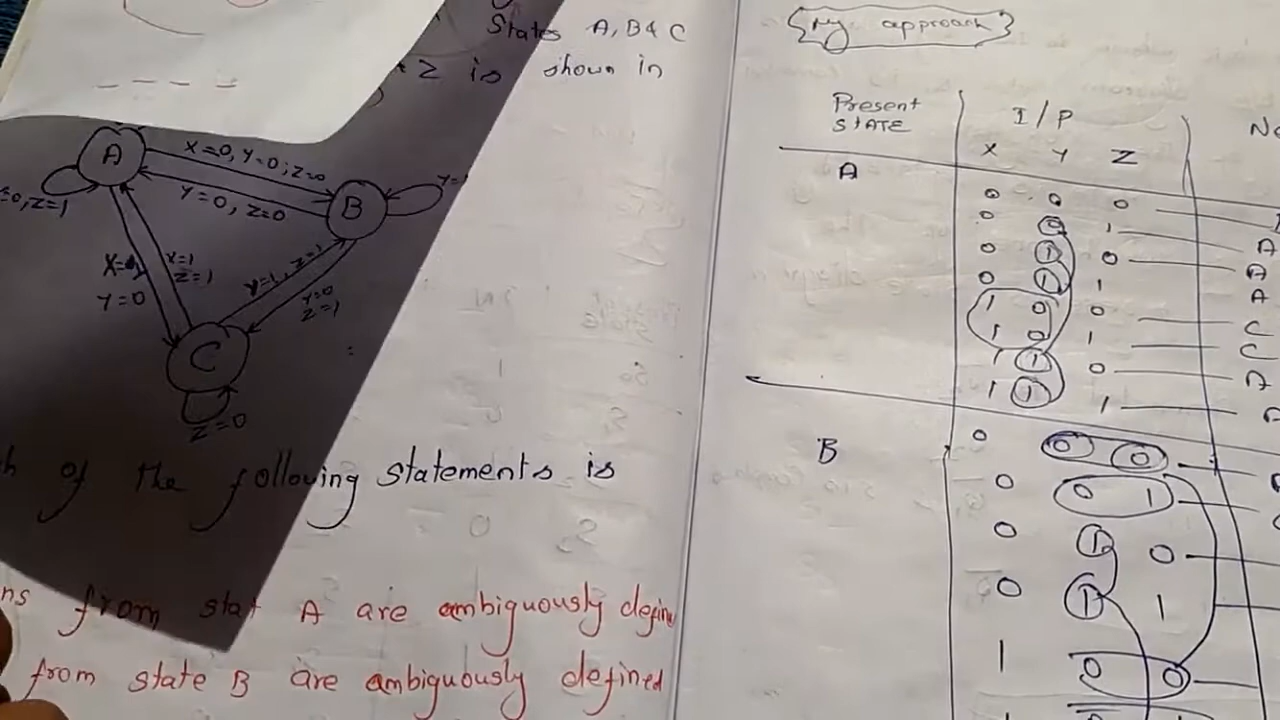 States A, B & C
Z is shown in
A
X=0, Y=0; Z=0
Y=0, Z=0
B
=0, Z=1
X=1
Z=1
Y=0
Y=1, Z=1
Y=0
Z=1
C
Z=0
of the following statements is
from stat A are ambiguously define
from state B are ambiguously defined
My approach
Present I/P
STATE X Y Z
A
0 0 0
0 0 1 A
0 1 0 A
0 1 1 A
1 0 0 C
1 0 1 C
1 1 0 A
1 1 1
B 0 0 0
0 0 1
0 1 0
0 1 1
1 0 0